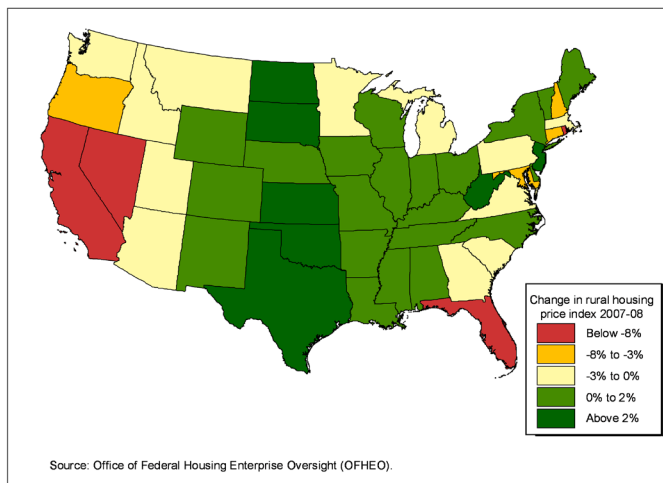 Change in rural housing
price index 2007-08
Below -8%
-8% to -3%
-3% to 0%
0% to 2%
Above 2%
Source: Office of Federal Housing Enterprise Oversight (OFHEO).